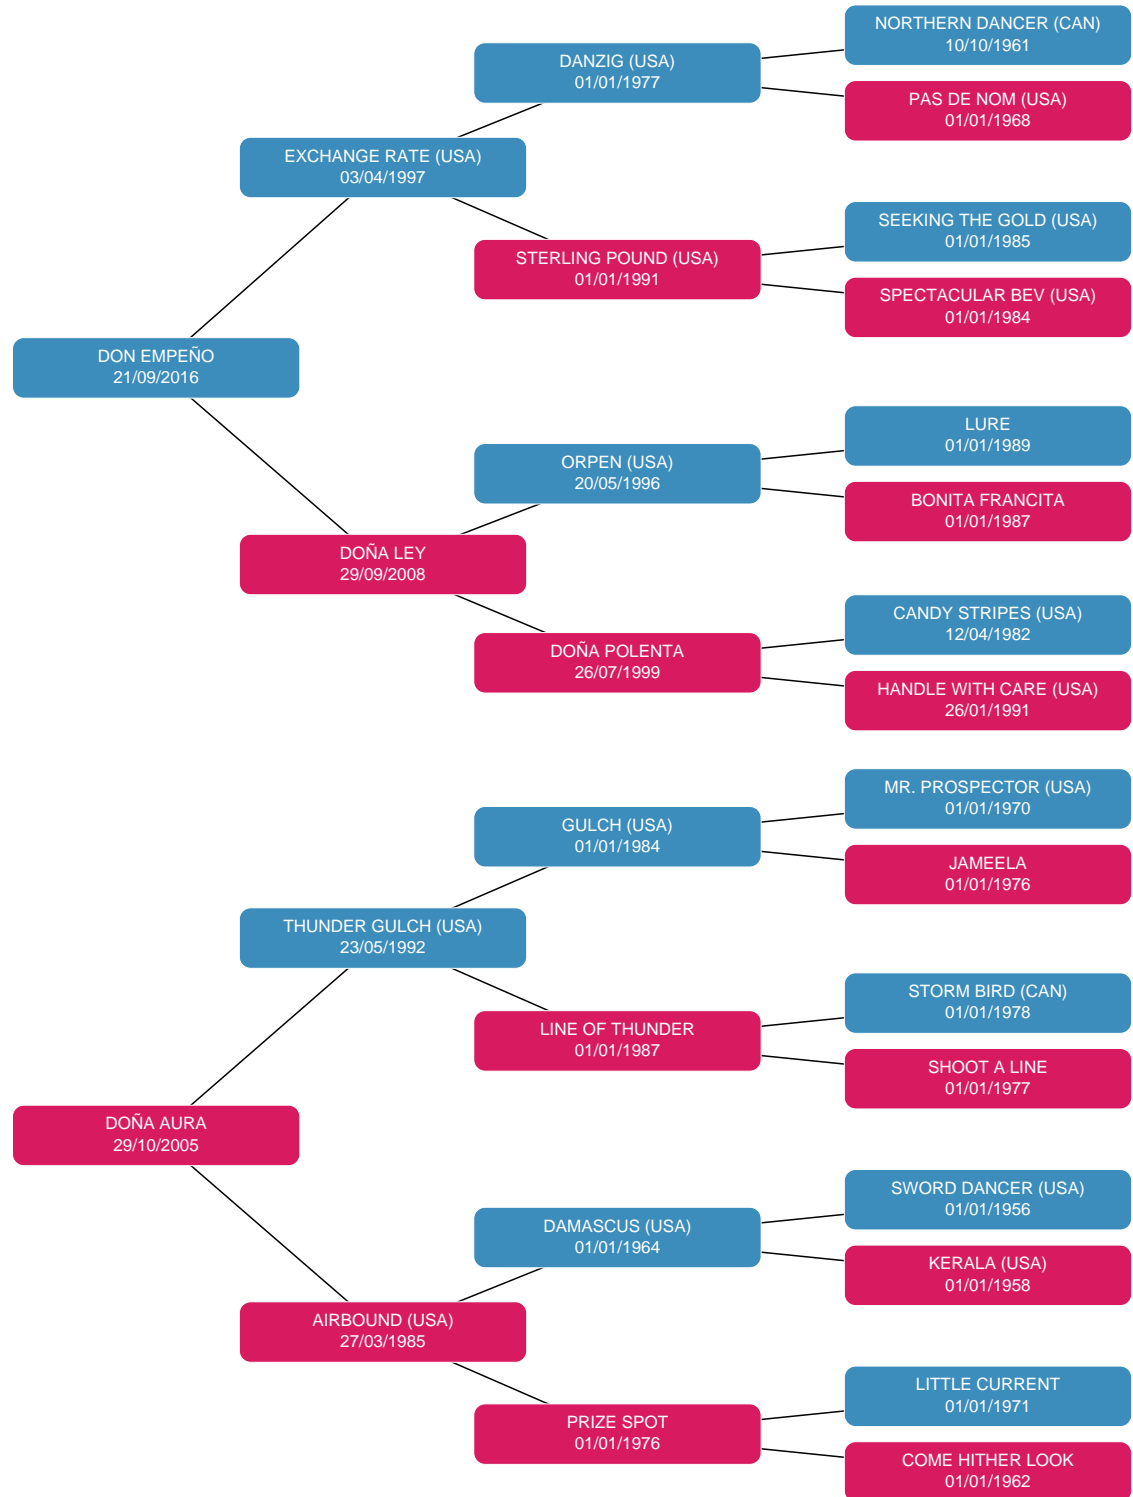 NORTHERN DANCER (CAN)
10/10/1961
DANZIG (USA)
01/01/1977
PAS DE NOM (USA)
01/01/1968
EXCHANGE RATE (USA)
03/04/1997
SEEKING THE GOLD (USA)
01/01/1985
STERLING POUND (USA)
01/01/1991
SPECTACULAR BEV (USA)
01/01/1984
DON EMPEÑO
21/09/2016
LURE
01/01/1989
ORPEN (USA)
20/05/1996
BONITA FRANCITA
01/01/1987
DOÑA LEY
29/09/2008
CANDY STRIPES (USA)
12/04/1982
DOÑA POLENTA
26/07/1999
HANDLE WITH CARE (USA)
26/01/1991
MR. PROSPECTOR (USA)
01/01/1970
GULCH (USA)
01/01/1984
JAMEELA
01/01/1976
THUNDER GULCH (USA)
23/05/1992
STORM BIRD (CAN)
01/01/1978
LINE OF THUNDER
01/01/1987
SHOOT A LINE
01/01/1977
DOÑA AURA
29/10/2005
SWORD DANCER (USA)
01/01/1956
DAMASCUS (USA)
01/01/1964
KERALA (USA)
01/01/1958
AIRBOUND (USA)
27/03/1985
LITTLE CURRENT
01/01/1971
PRIZE SPOT
01/01/1976
COME HITHER LOOK
01/01/1962